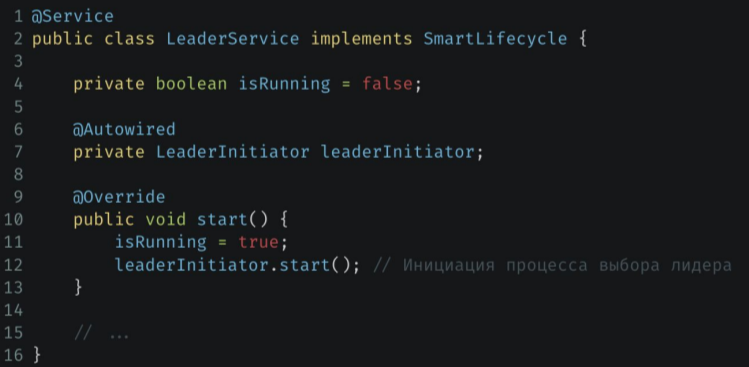 1 @Service
2 public class LeaderService implements SmartLifecycle {
3
4     private boolean isRunning = false;
5
6     @Autowired
7     private LeaderInitiator leaderInitiator;
8
9     @Override
10     public void start() {
11         isRunning = true;
12         leaderInitiator.start(); // Инициация процесса выбора лидера
13     }
14
15     // ...
16 }